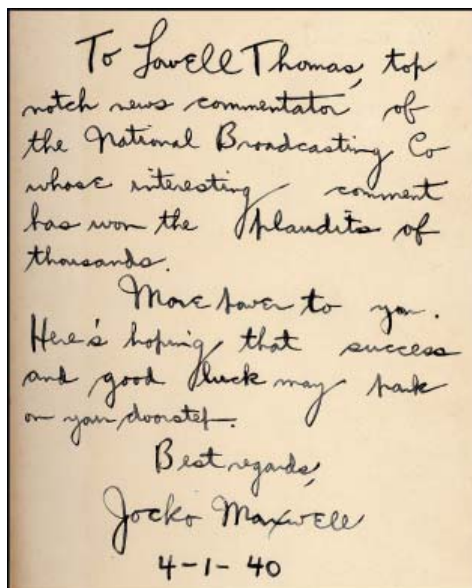 To Lowell Thomas, top
notch news commentator of
the National Broadcasting Co
whose interesting comment
has won the plaudits of
thousands.
More power to you.
Here's hoping that success
and good luck may park
on your doorstep.
Best regards,
Jocko Maxwell
4-1-40